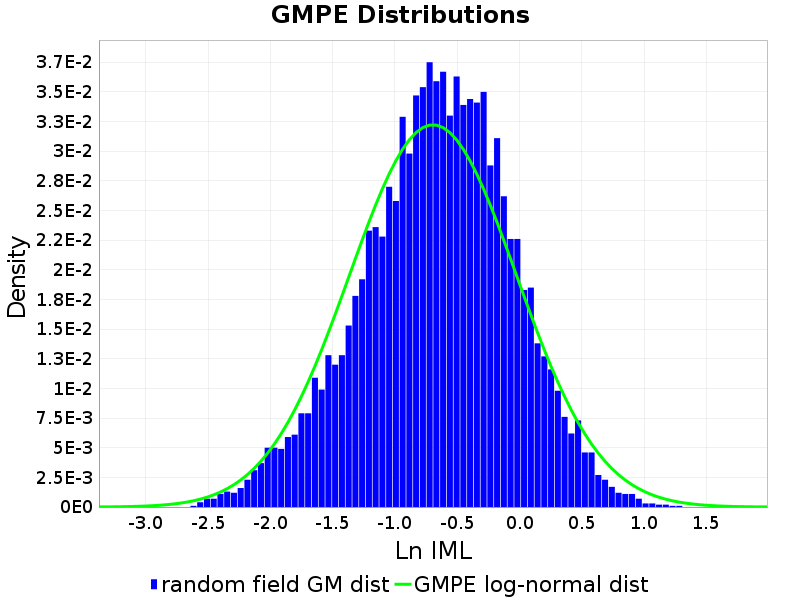 GMPE Distributions
3.7E-2
3.5E-2
3.3E-2
3E-2
2.8E-2
2.5E-2
2.2E-2
2E-2
1.8E-2
1.5E-2
1.3E-2
1E-2
7.5E-3
5E-3
2.5E-3
0E0
Density
-3.0 -2.5 -2.0 -1.5 -1.0 -0.5 0.0 0.5 1.0 1.5
Ln IML
random field GM dist GMPE log-normal dist